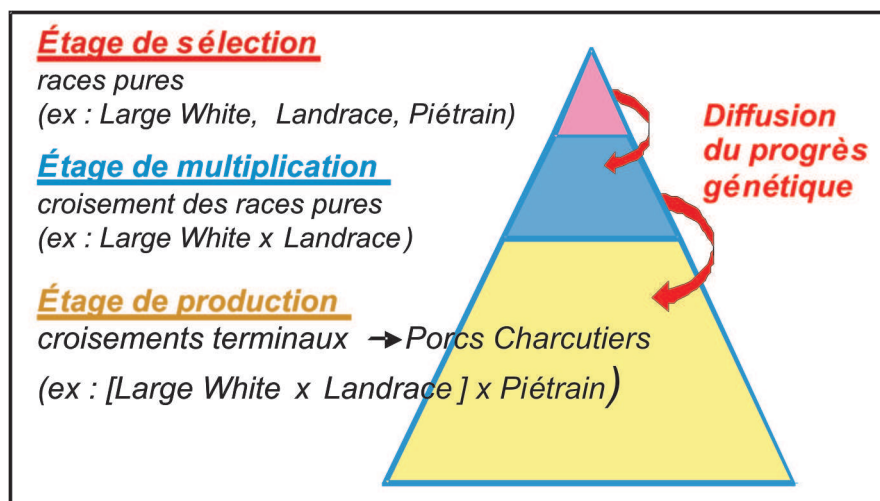 Étage de sélection
races pures
(ex : Large White, Landrace, Piétrain)
Étage de multiplication
croisement des races pures
(ex : Large White x Landrace)
Étage de production
croisements terminaux → Porcs Charcutiers
(ex : [Large White x Landrace] x Piétrain)
Diffusion
du progrès
génétique